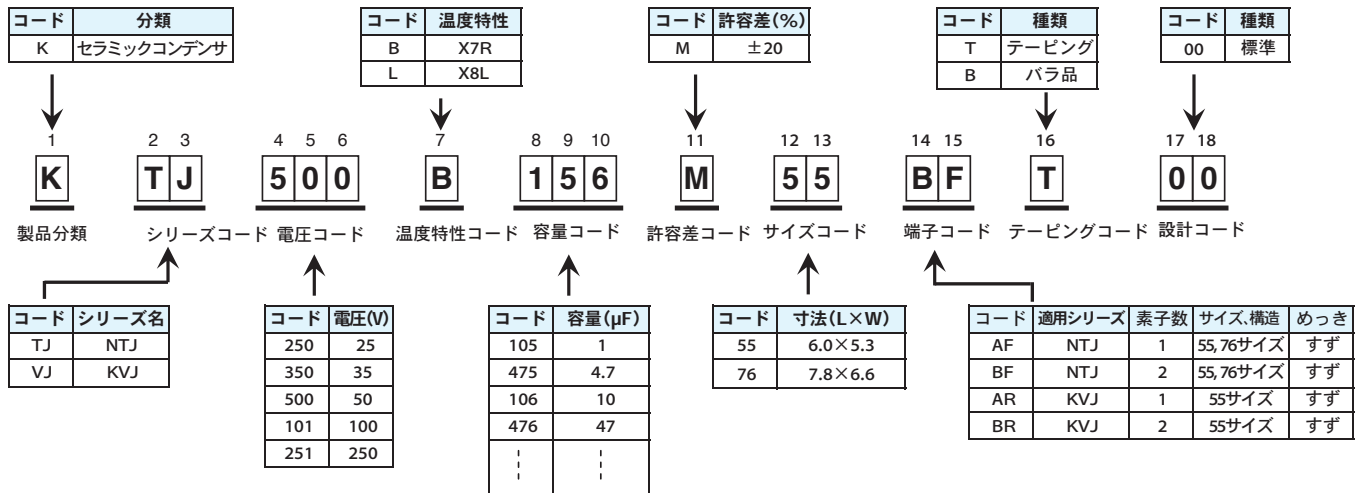 コード 分類
K セラミックコンデンサ
コード 温度特性
B X7R
L X8L
コード 許容差(%)
M ±20
コード 種類
T テーピング
B バラ品
コード 種類
00 標準
1 2 3 4 5 6 7 8 9 10 11 12 13 14 15 16 17 18
K T J 5 0 0 B 1 5 6 M 5 5 B F T 0 0
製品分類 シリーズコード 電圧コード 温度特性コード 容量コード 許容差コード サイズコード 端子コード テーピングコード 設計コード
コード シリーズ名
TJ NTJ
VJ KVJ
コード 電圧(V)
250 25
350 35
500 50
101 100
251 250
コード 容量(μF)
105 1
475 4.7
106 10
476 47
コード 寸法(L×W)
55 6.0×5.3
76 7.8×6.6
コード 適用シリーズ 素子数 サイズ、構造 めっき
AF NTJ 1 55,76サイズ すず
BF NTJ 2 55,76サイズ すず
AR KVJ 1 55サイズ すず
BR KVJ 2 55サイズ すず